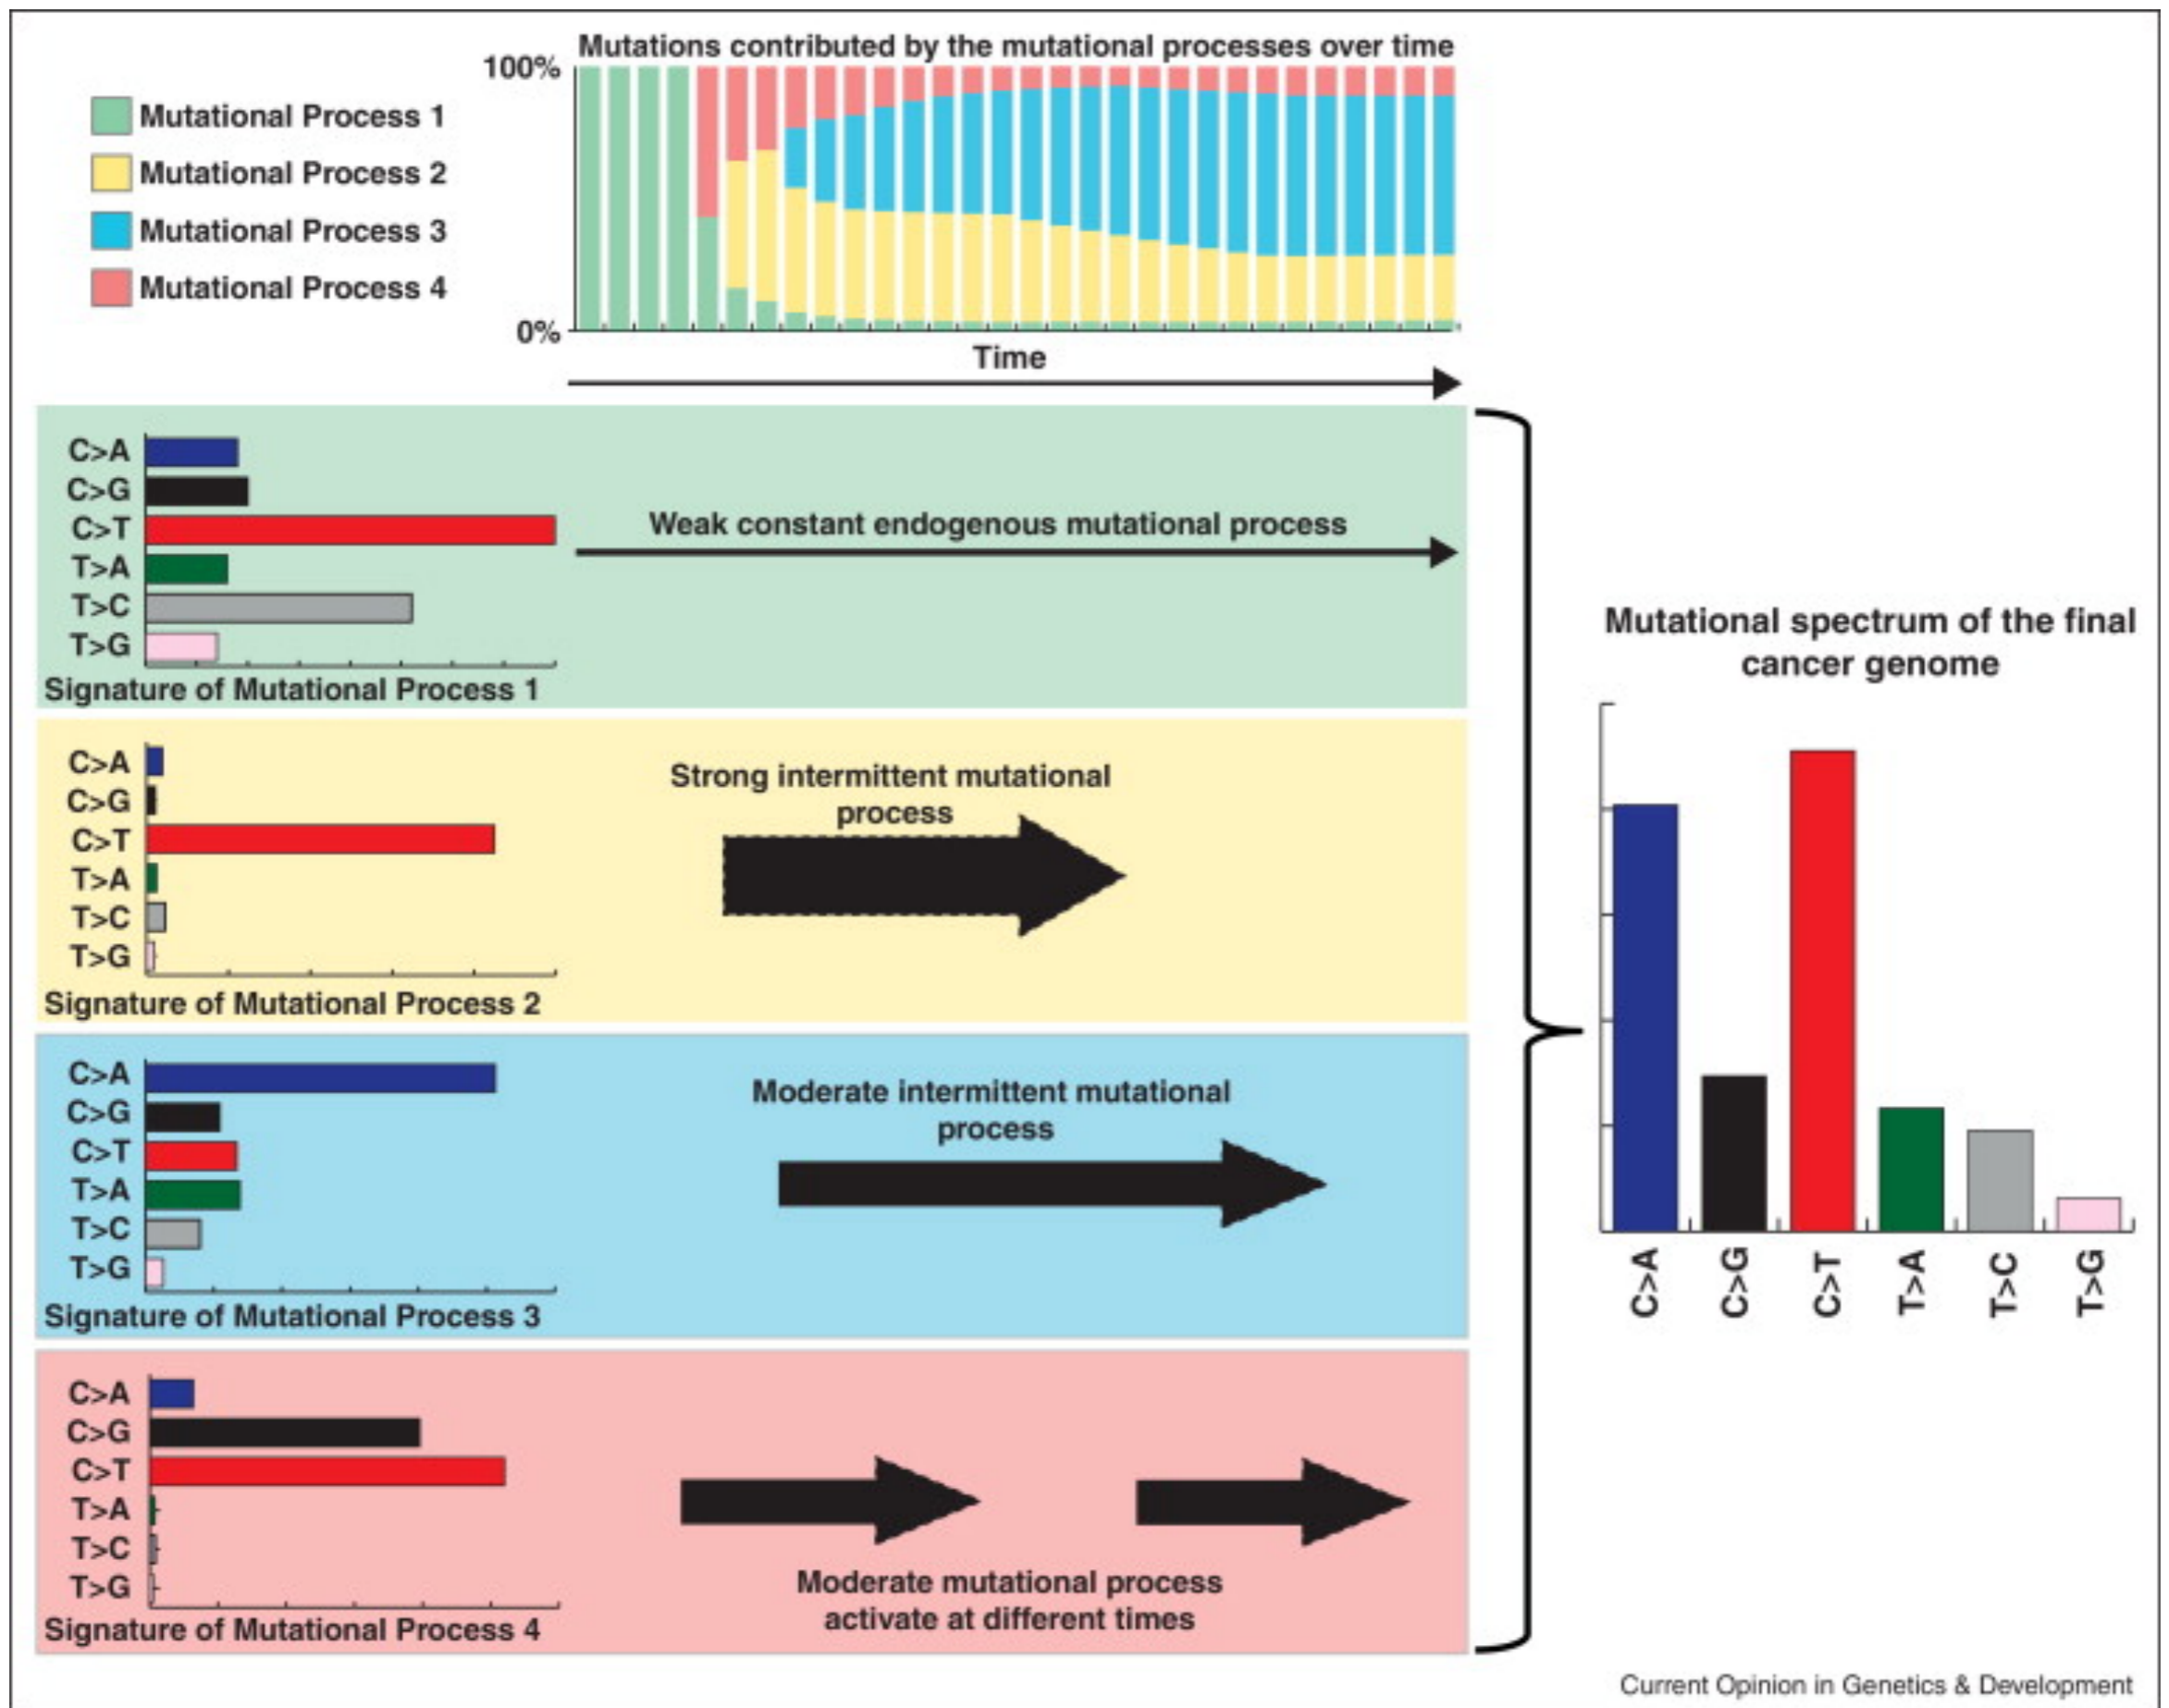 Mutations contributed by the mutational processes over time
100%
0%
Time
Mutational Process 1
Mutational Process 2
Mutational Process 3
Mutational Process 4
C>A
C>G
C>T
T>A
T>C
T>G
Signature of Mutational Process 1
Weak constant endogenous mutational process
C>A
C>G
C>T
T>A
T>C
T>G
Signature of Mutational Process 2
Strong intermittent mutational
process
C>A
C>G
C>T
T>A
T>C
T>G
Signature of Mutational Process 3
Moderate intermittent mutational
process
C>A
C>G
C>T
T>A
T>C
T>G
Signature of Mutational Process 4
Moderate mutational process
activate at different times
Mutational spectrum of the final
cancer genome
C>A
C>G
C>T
T>A
T>C
T>G
Current Opinion in Genetics & Development